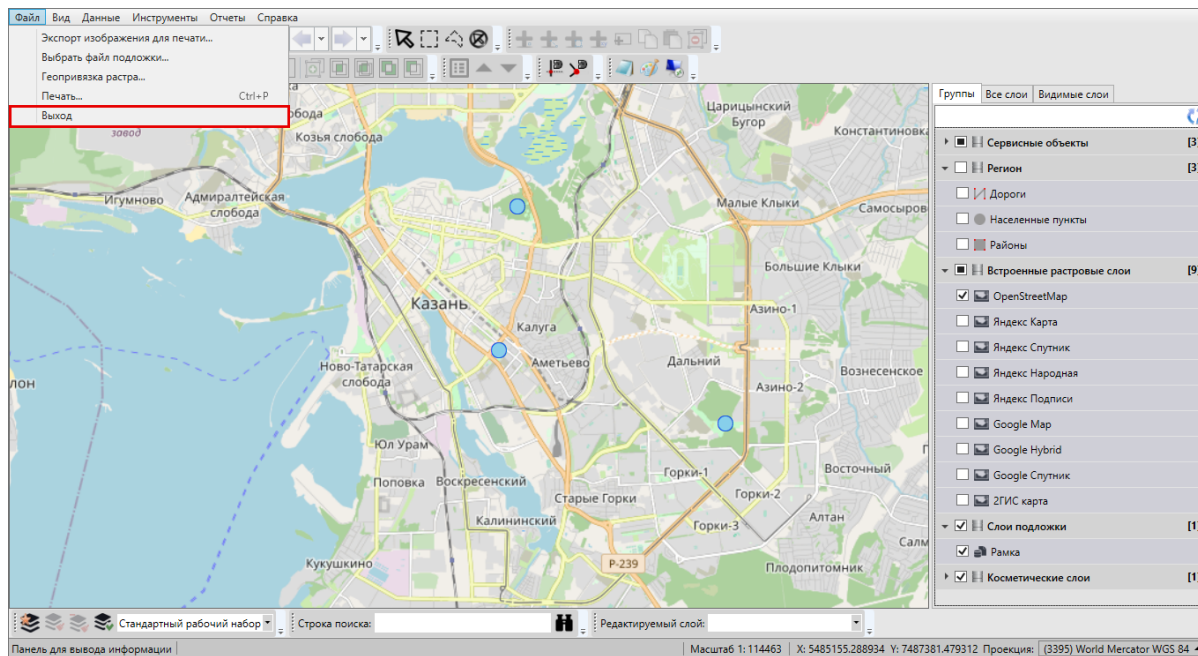 Файл Вид Данные Инструменты Отчеты Справка
Экспорт изображения для печати...
Выбрать файл подложки...
Геопривязка растра...
Печать... Ctrl+P
Выход
завод
Козья слобода
Царицынский
Бугор
Константиновка
Игумново
Адмиралтейская
слобода
Малые Клыки
Самосыров
Большие Клыки
Казань
Азино-1
Калуга
Аметьево
Дальний
Вознесенское
Ново-Татарская
слобода
Азино-2
лон
Юл Урам
Поповка
Воскресенский
Горки-1
Восточный
Старые Горки
Горки-2
Калининский
Горки-3
Алтан
Салм
Кукушкино
Р-239
Плодопитомник
Группы Все слои Видимые слои
Сервисные объекты [3]
Регион [3]
Дороги
Населенные пункты
Районы
Встроенные растровые слои [9]
OpenStreetMap
Яндекс Карта
Яндекс Спутник
Яндекс Народная
Яндекс Подписи
Google Map
Google Hybrid
Google Спутник
2ГИС карта
Слои подложки [1]
Рамка
Косметические слои [1]
Стандартный рабочий набор Строка поиска: Редактируемый слой:
Панель для вывода информации Масштаб 1: 114463 X: 5485155.288934 Y: 7487381.479312 Проекция: (3395) World Mercator WGS 84